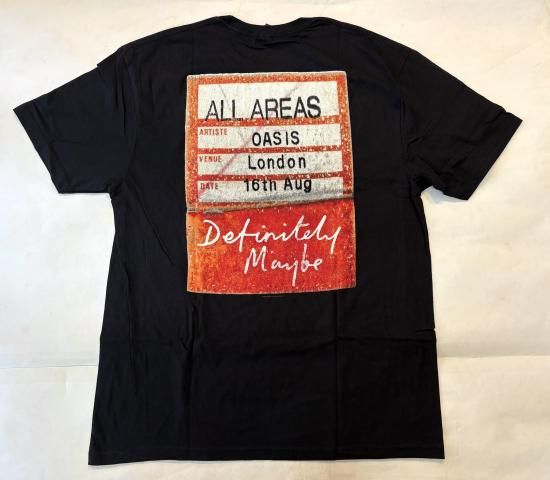 ALL AREAS
ARTISTE OASIS
VENUE London
DATE 16th Aug
Definitely
Maybe